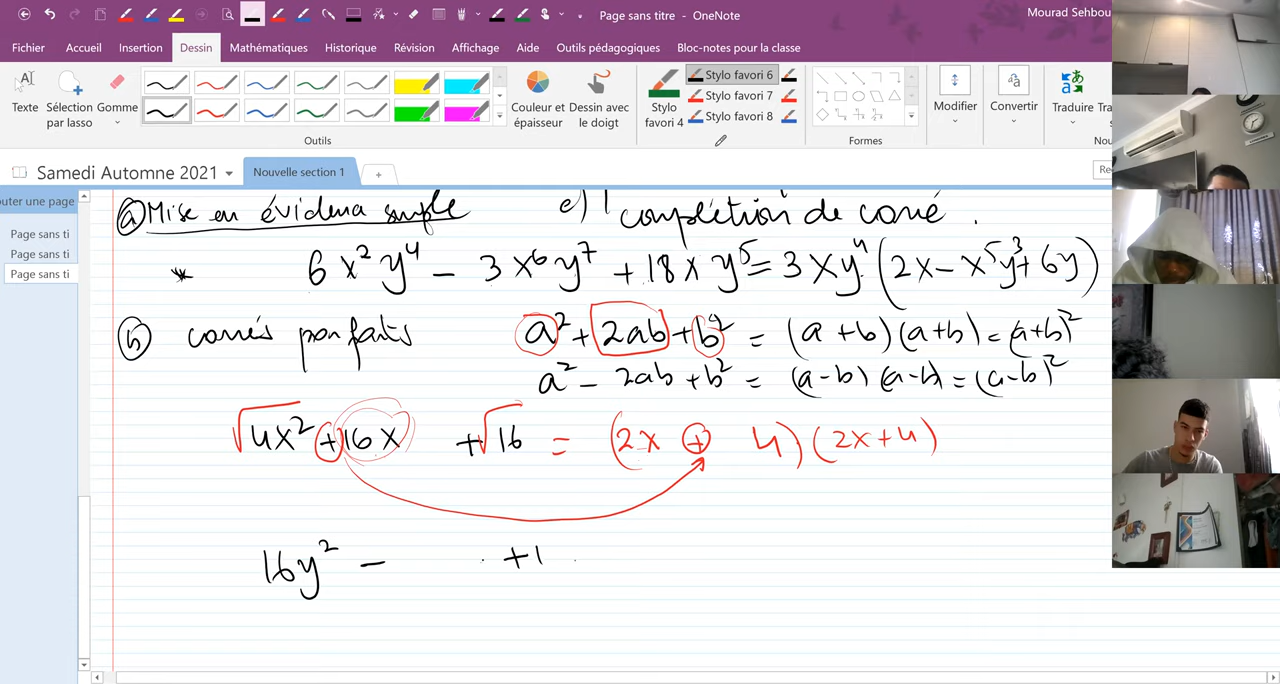 Page sans titre - OneNote
Mourad Sehbou
Fichier Accueil Insertion Dessin Mathématiques Historique Révision Affichage Aide Outils pédagogiques Bloc-notes pour la classe
Texte
Sélection par lasso
Gomme
Couleur et épaisseur
Dessin avec le doigt
Stylo favori 4
Stylo favori 6
Stylo favori 7
Stylo favori 8
Modifier
Convertir
Traduire
Outils
Formes
Samedi Automne 2021
Nouvelle section 1
outer une page
Page sans ti
Page sans ti
Page sans ti
a) Mise en évidence simple e) complétion de carré.
* 6x²y⁴ - 3x⁶y⁷ + 18xy⁵ = 3xy⁴(2x - x⁵y³ + 6y)
b) carrés parfaits a² + 2ab + b² = (a+b)(a+b) = (a+b)²
a² - 2ab + b² = (a-b)(a-b) = (a-b)²
√4x² + 16x + √16 = (2x + 4)(2x+4)
16y² - +1